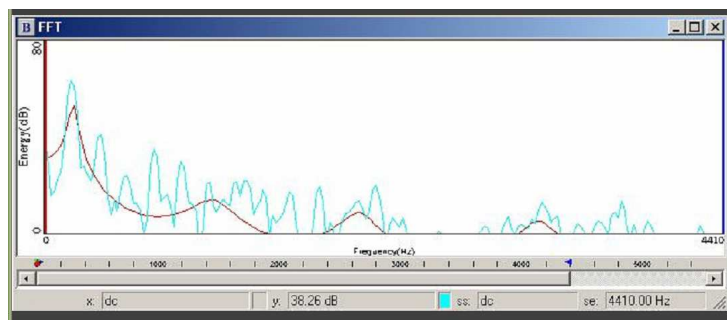 B FFT
80
Energy(dB)
0
0
4410
Frequency(Hz)
1000 2000 3000 4000 5000
x: dc y: 38.26 dB ss: dc se: 4410.00 Hz